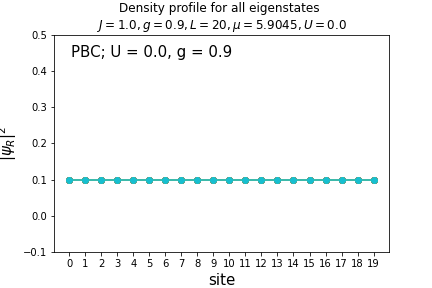 Density profile for all eigenstates
J = 1.0, g = 0.9, L = 20, μ = 5.9045, U = 0.0
PBC; U = 0.0, g = 0.9
|ψ_R|²
0.5
0.4
0.3
0.2
0.1
0.0
−0.1
0 1 2 3 4 5 6 7 8 9 10 11 12 13 14 15 16 17 18 19
site